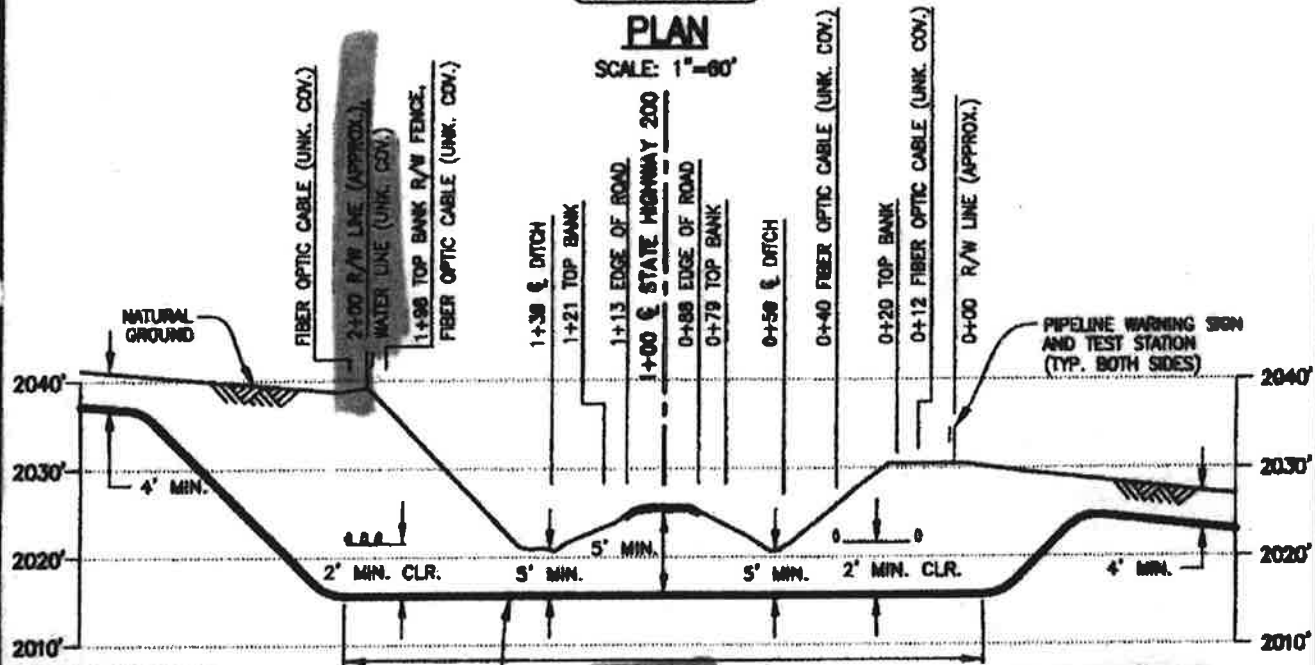 PLAN
SCALE: 1"=60'
FIBER OPTIC CABLE (UNK. COV.)
2+00 R/W LINE (APPROX.)
WATER LINE (UNK. COV.)
1+98 TOP BANK R/W FENCE,
FIBER OPTIC CABLE (UNK. COV.)
1+30 ℄ DITCH
1+21 TOP BANK
1+13 EDGE OF ROAD
1+00 ℄ STATE HIGHWAY 200
0+88 EDGE OF ROAD
0+79 TOP BANK
0+50 ℄ DITCH
0+40 FIBER OPTIC CABLE (UNK. COV.)
0+20 TOP BANK
0+12 FIBER OPTIC CABLE (UNK. COV.)
0+00 R/W LINE (APPROX.)
NATURAL
GROUND
PIPELINE WARNING SIGN
AND TEST STATION
(TYP. BOTH SIDES)
2040' 2040'
2030' 2030'
4' MIN.
2020' 5' MIN. 2020'
2' MIN. CLR. 5' MIN. 5' MIN. 2' MIN. CLR. 4' MIN.
2010' 2010'